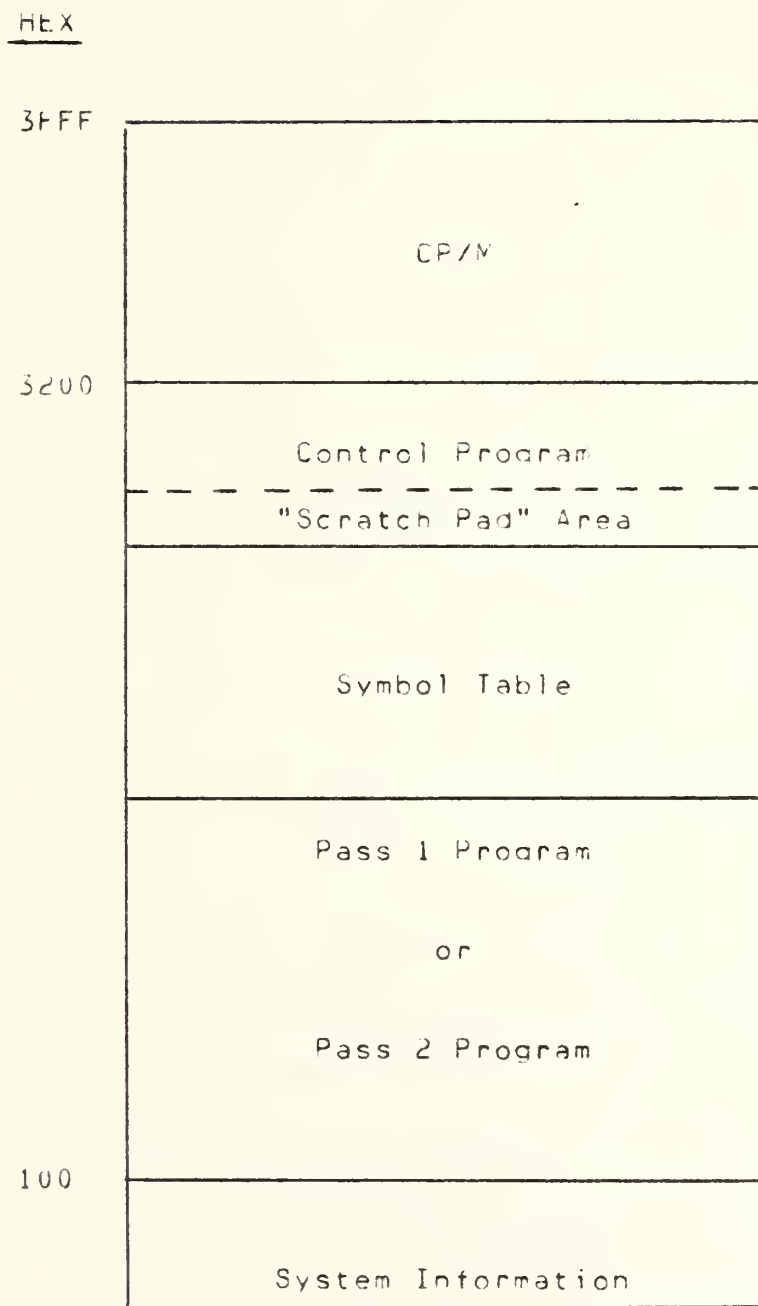 HEX
3FFF
CP/M
3200
Control Program
"Scratch Pad" Area
Symbol Table
Pass 1 Program
or
Pass 2 Program
100
System Information